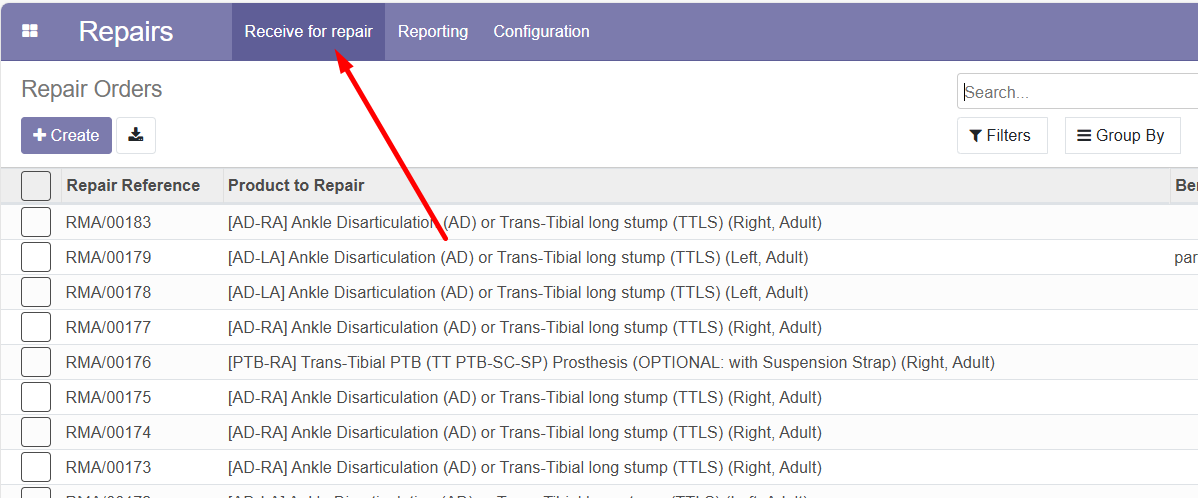 Repairs Receive for repair Reporting Configuration
Repair Orders
Search...
Create
Filters Group By
Repair Reference Product to Repair
RMA/00183 [AD-RA] Ankle Disarticulation (AD) or Trans-Tibial long stump (TTLS) (Right, Adult)
RMA/00179 [AD-LA] Ankle Disarticulation (AD) or Trans-Tibial long stump (TTLS) (Left, Adult) par
RMA/00178 [AD-LA] Ankle Disarticulation (AD) or Trans-Tibial long stump (TTLS) (Left, Adult)
RMA/00177 [AD-RA] Ankle Disarticulation (AD) or Trans-Tibial long stump (TTLS) (Right, Adult)
RMA/00176 [PTB-RA] Trans-Tibial PTB (TT PTB-SC-SP) Prosthesis (OPTIONAL: with Suspension Strap) (Right, Adult)
RMA/00175 [AD-RA] Ankle Disarticulation (AD) or Trans-Tibial long stump (TTLS) (Right, Adult)
RMA/00174 [AD-RA] Ankle Disarticulation (AD) or Trans-Tibial long stump (TTLS) (Right, Adult)
RMA/00173 [AD-RA] Ankle Disarticulation (AD) or Trans-Tibial long stump (TTLS) (Right, Adult)